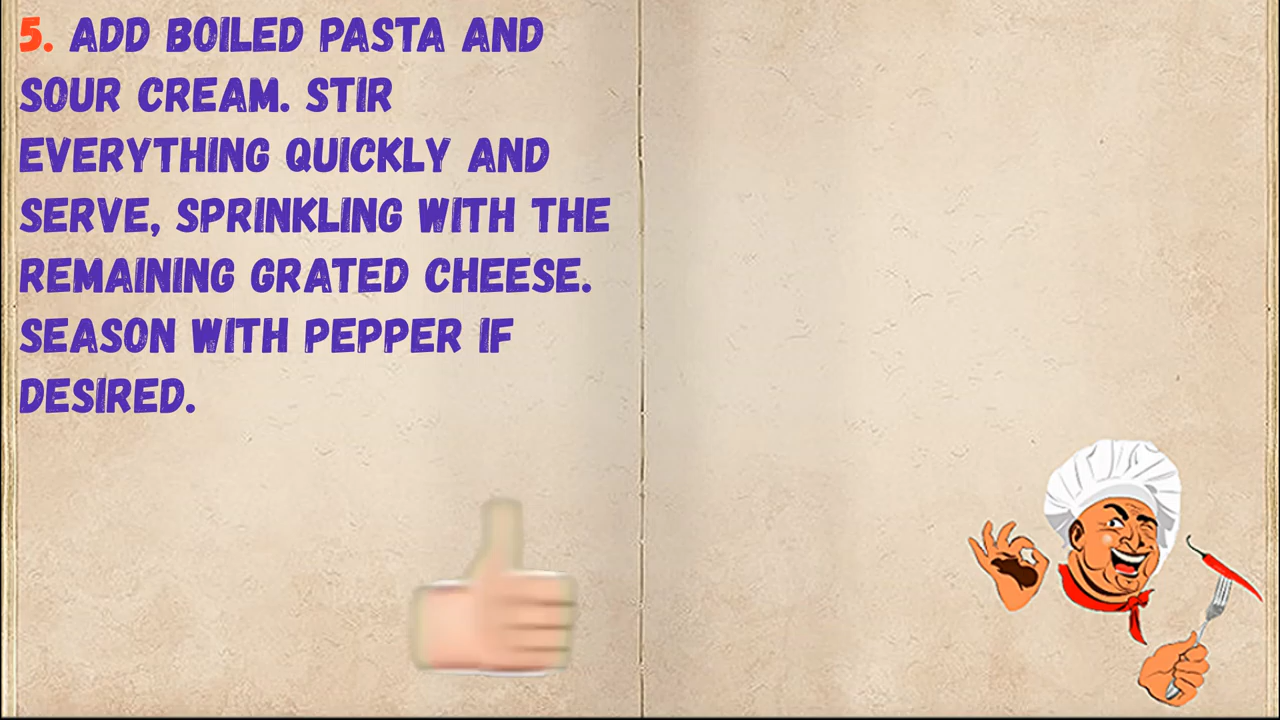 5. ADD BOILED PASTA AND
SOUR CREAM. STIR
EVERYTHING QUICKLY AND
SERVE, SPRINKLING WITH THE
REMAINING GRATED CHEESE.
SEASON WITH PEPPER IF
DESIRED.